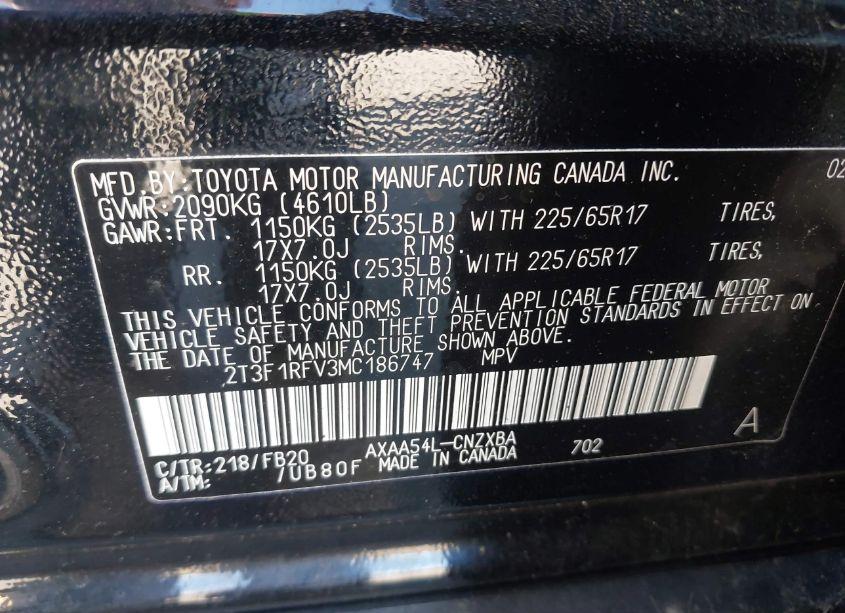 MFD BY:TOYOTA MOTOR MANUFACTURING CANADA INC. 02
GVWR:2090KG (4610LB)
GAWR:FRT. 1150KG (2535LB) WITH 225/65R17 TIRES,
17X7.0J RIMS.
RR. 1150KG (2535LB) WITH 225/65R17 TIRES,
17X7.0J RIMS.
THIS VEHICLE CONFORMS TO ALL APPLICABLE FEDERAL MOTOR
VEHICLE SAFETY AND THEFT PREVENTION STANDARDS IN EFFECT ON
THE DATE OF MANUFACTURE SHOWN ABOVE.
2T3F1RFV3MC186747 MPV
C/TR:218/FB20 AXAA54L-CNZXBA 702 A
A/TM: /UB80F MADE IN CANADA